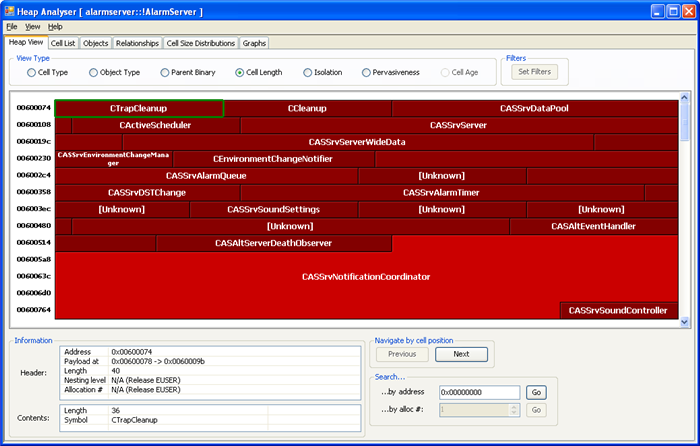 Heap Analyser [ alarmserver::!AlarmServer ]
File View Help
Heap View Cell List Objects Relationships Cell Size Distributions Graphs
View Type
Cell Type Object Type Parent Binary Cell Length Isolation Pervasiveness Cell Age
Filters
Set Filters
00600074 CTrapCleanup CCleanup CASSrvDataPool
00600108 CActiveScheduler CASSrvServer
0060019c CASSrvServerWideData
00600230 CASSrvEnvironmentChangeMana
ger CEnvironmentChangeNotifier
006002c4 CASSrvAlarmQueue [Unknown]
00600358 CASSrvDSTChange CASSrvAlarmTimer
006003ec [Unknown] CASSrvSoundSettings [Unknown] [Unknown]
00600480 [Unknown] CASAltEventHandler
00600514 CASAltServerDeathObserver
006005a8
0060063c CASSrvNotificationCoordinator
006006d0
00600764 CASSrvSoundController
Information
Header:
Address 0x00600074
Payload at 0x00600078 -> 0x0060009b
Length 40
Nesting level N/A (Release EUSER)
Allocation # N/A (Release EUSER)
Contents:
Length 36
Symbol CTrapCleanup
Navigate by cell position
Previous Next
Search...
...by address 0x00000000 Go
...by alloc #: 1 Go